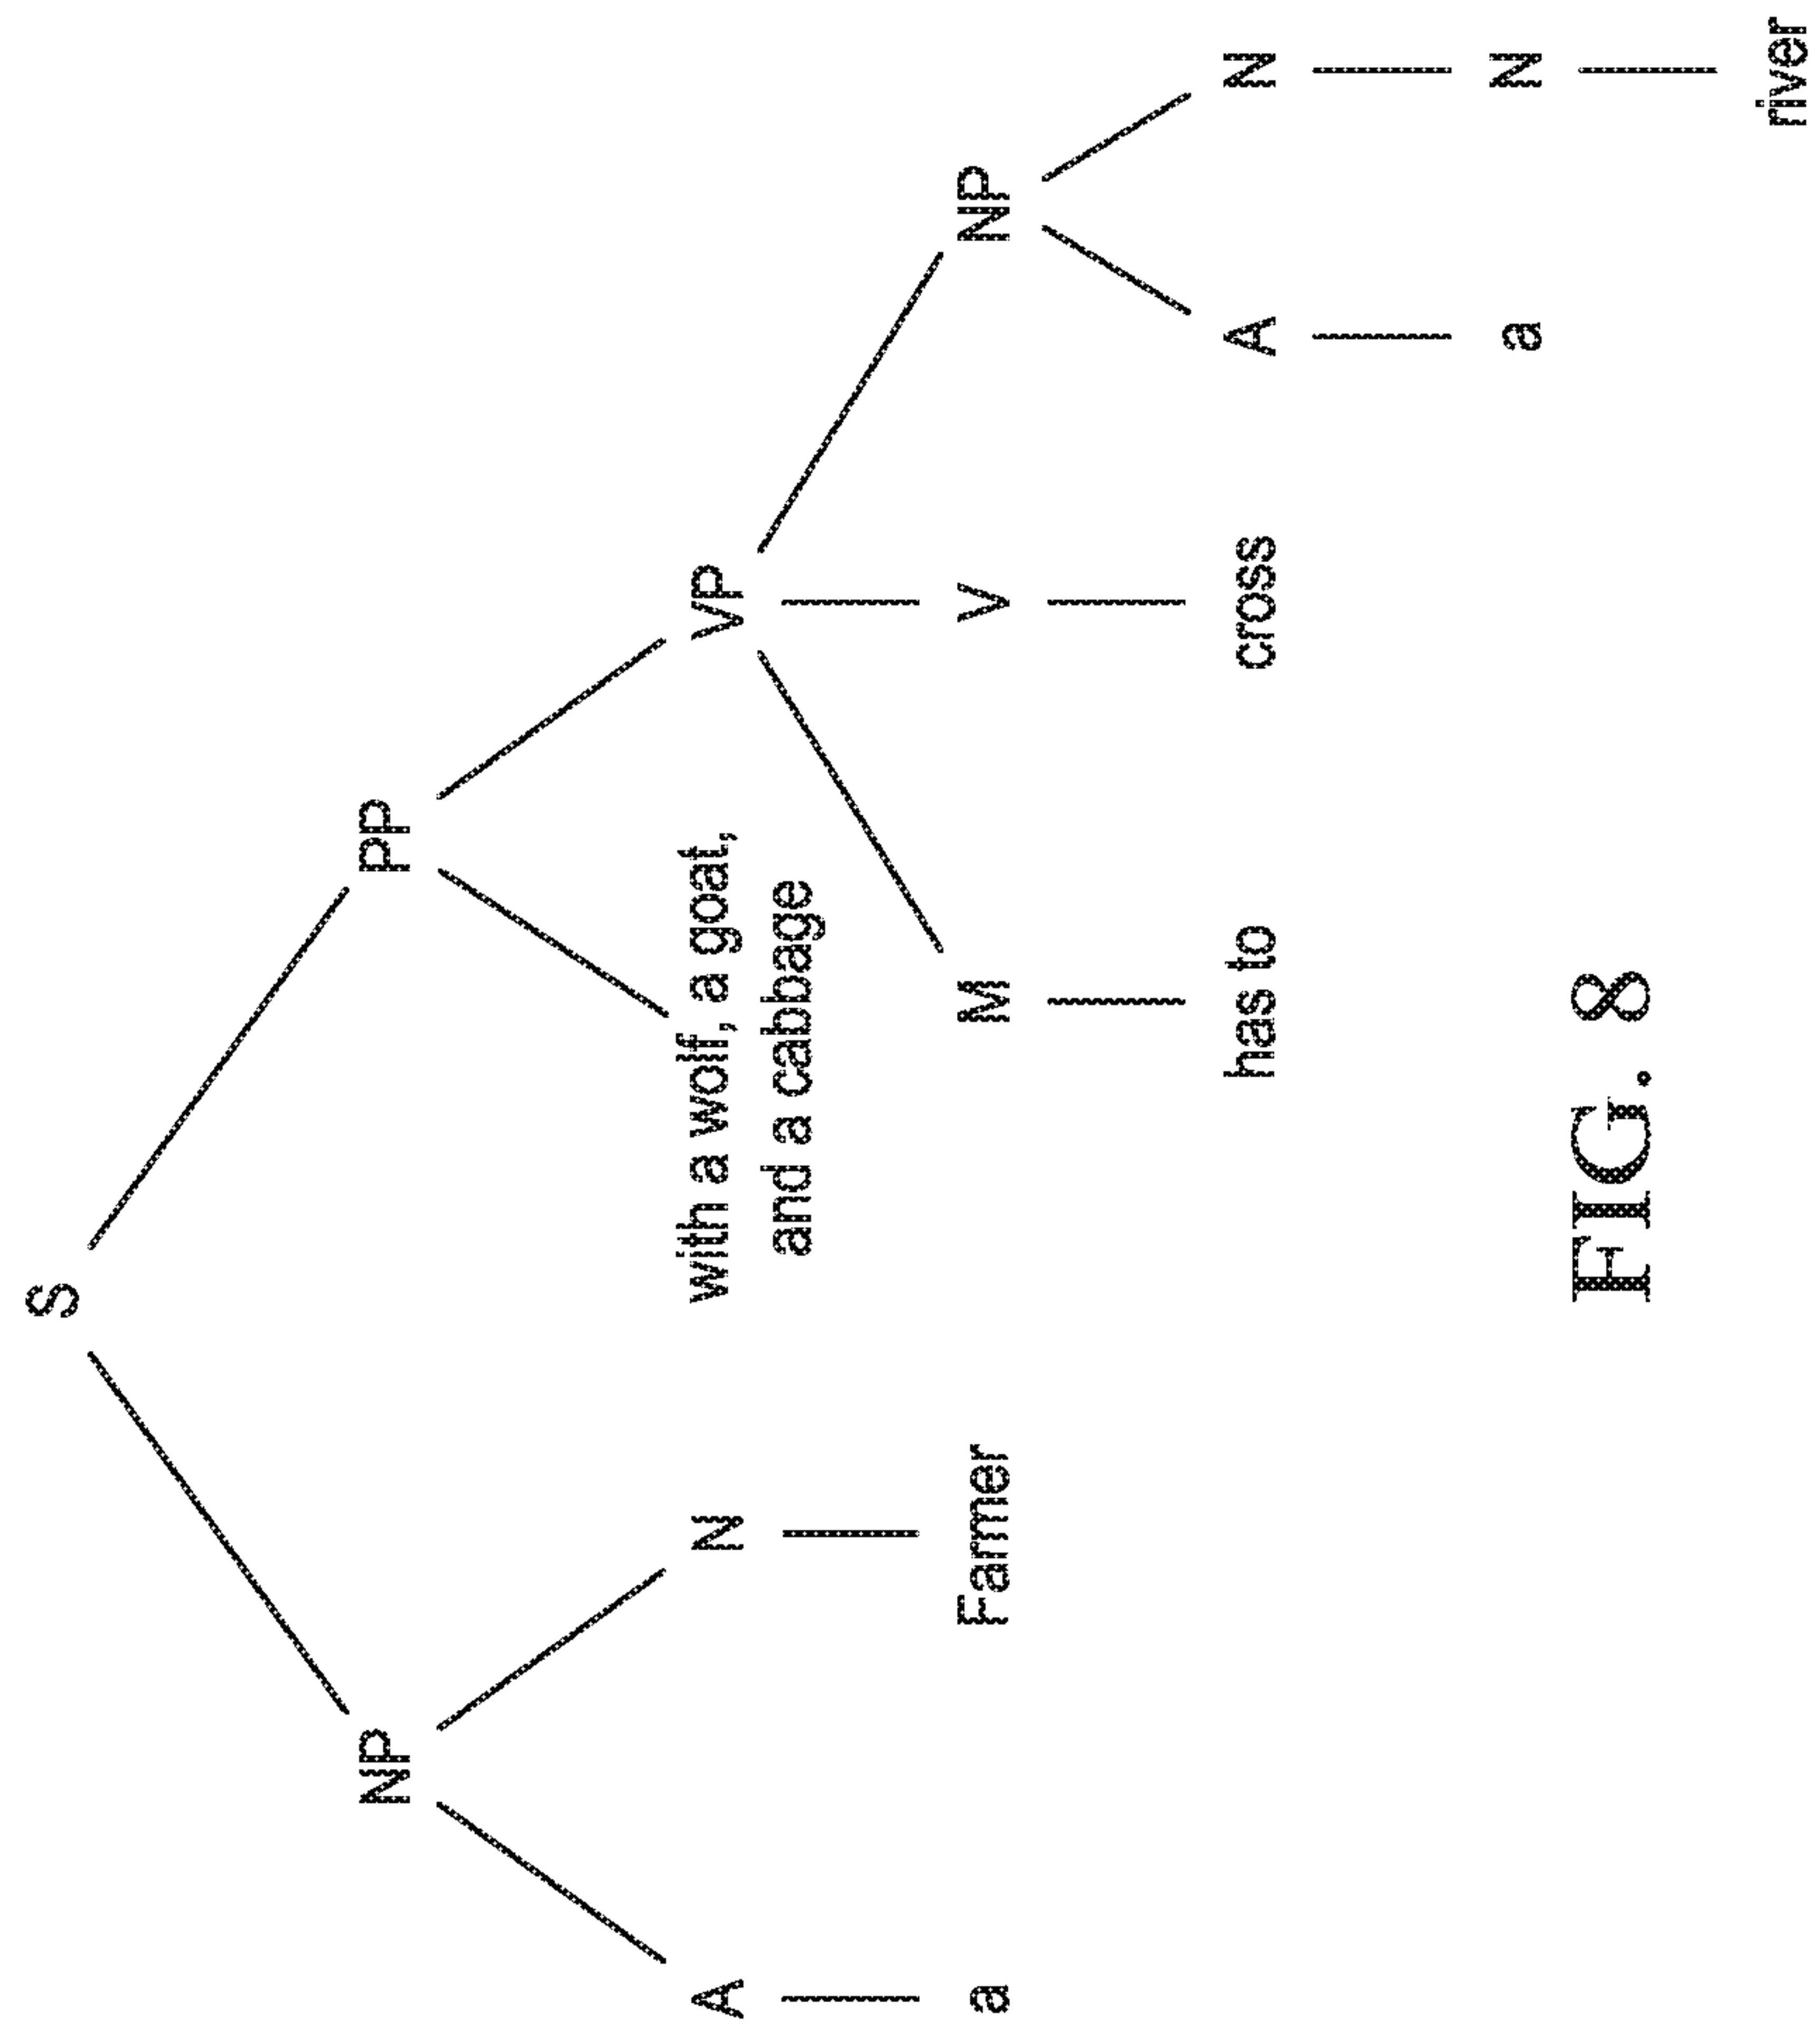 S
NP
PP
A
N
with a wolf, a goat,
and a cabbage
VP
a
Farmer
M
V
NP
has to
cross
A
N
a
N
river
FIG. 8